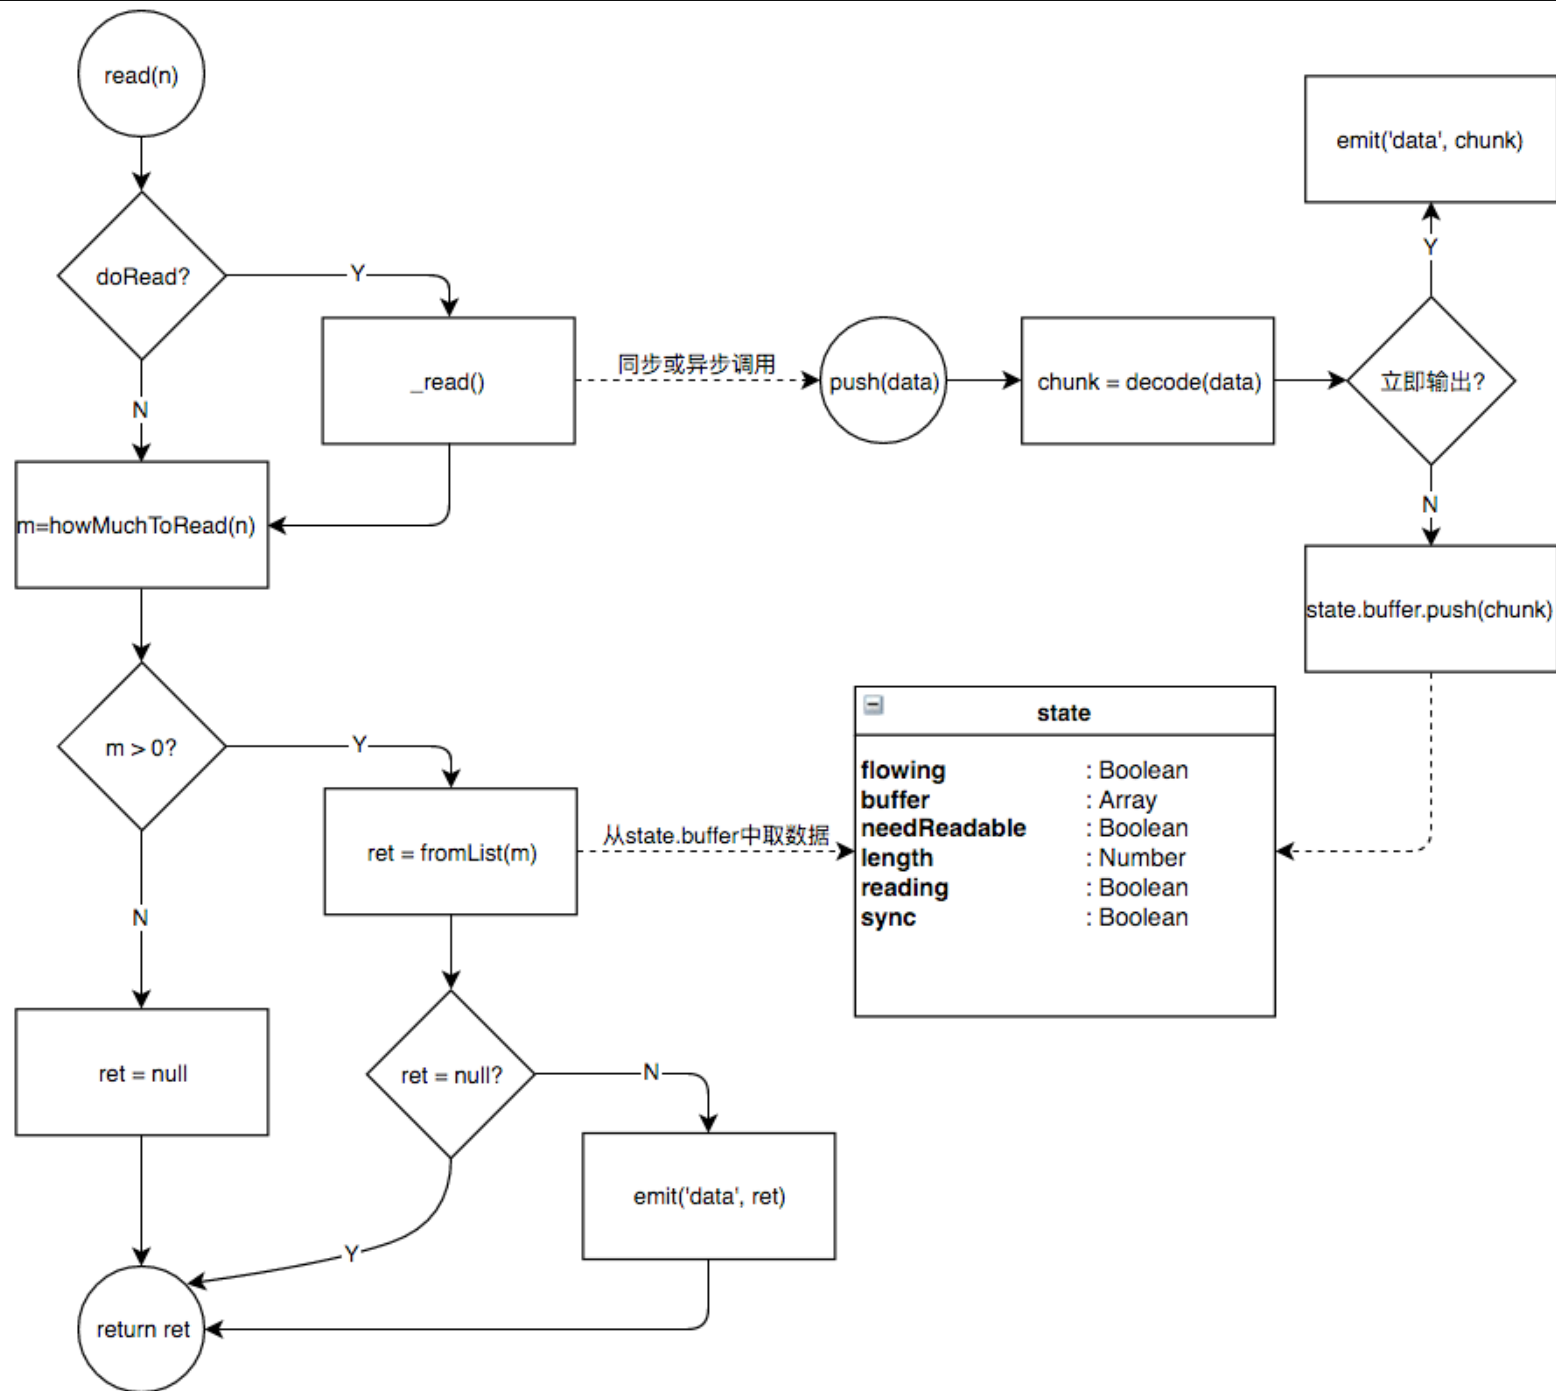 read(n)
doRead?
Y
N
_read()
同步或异步调用
push(data)
chunk = decode(data)
立即输出?
Y
emit('data', chunk)
N
state.buffer.push(chunk)
m=howMuchToRead(n)
m > 0?
Y
N
ret = fromList(m)
从state.buffer中取数据
state
flowing : Boolean
buffer : Array
needReadable : Boolean
length : Number
reading : Boolean
sync : Boolean
ret = null
ret = null?
N
Y
emit('data', ret)
return ret